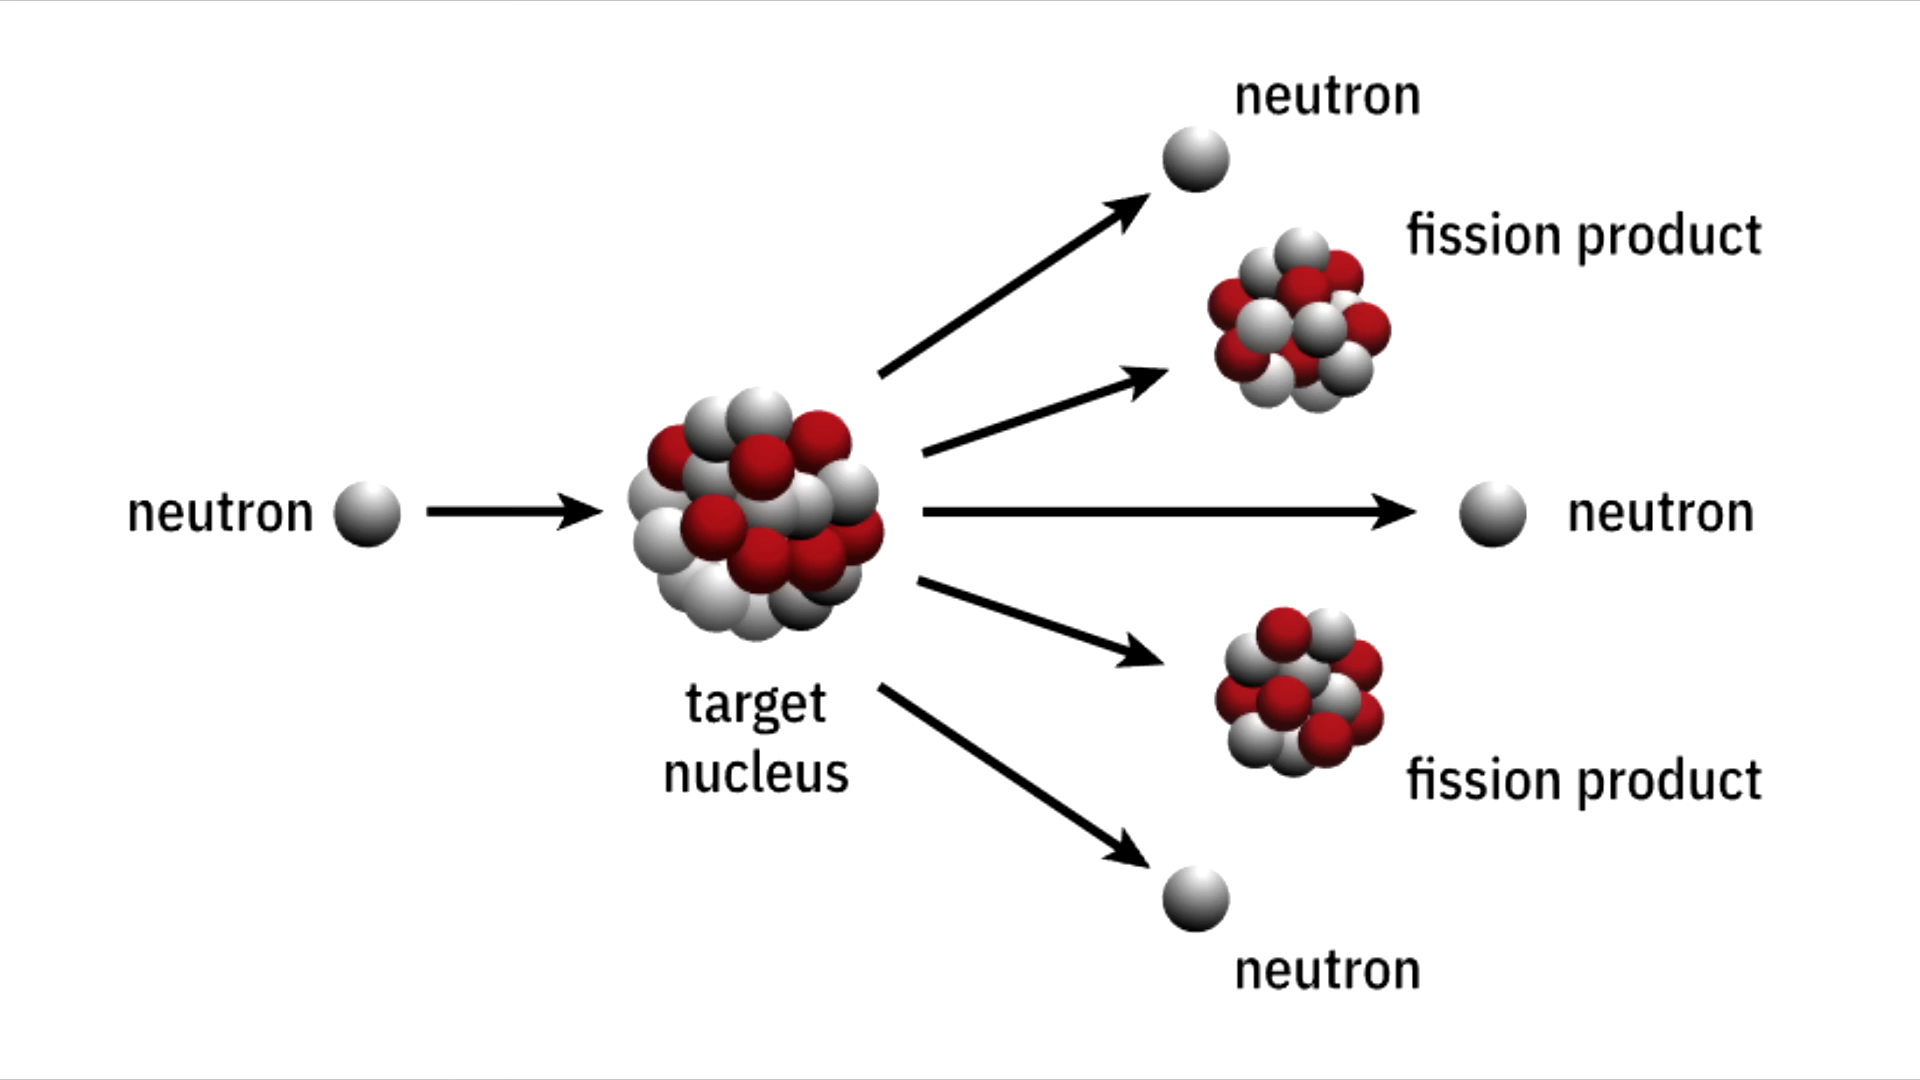 neutron
fission product
neutron
neutron
target
nucleus
fission product
neutron